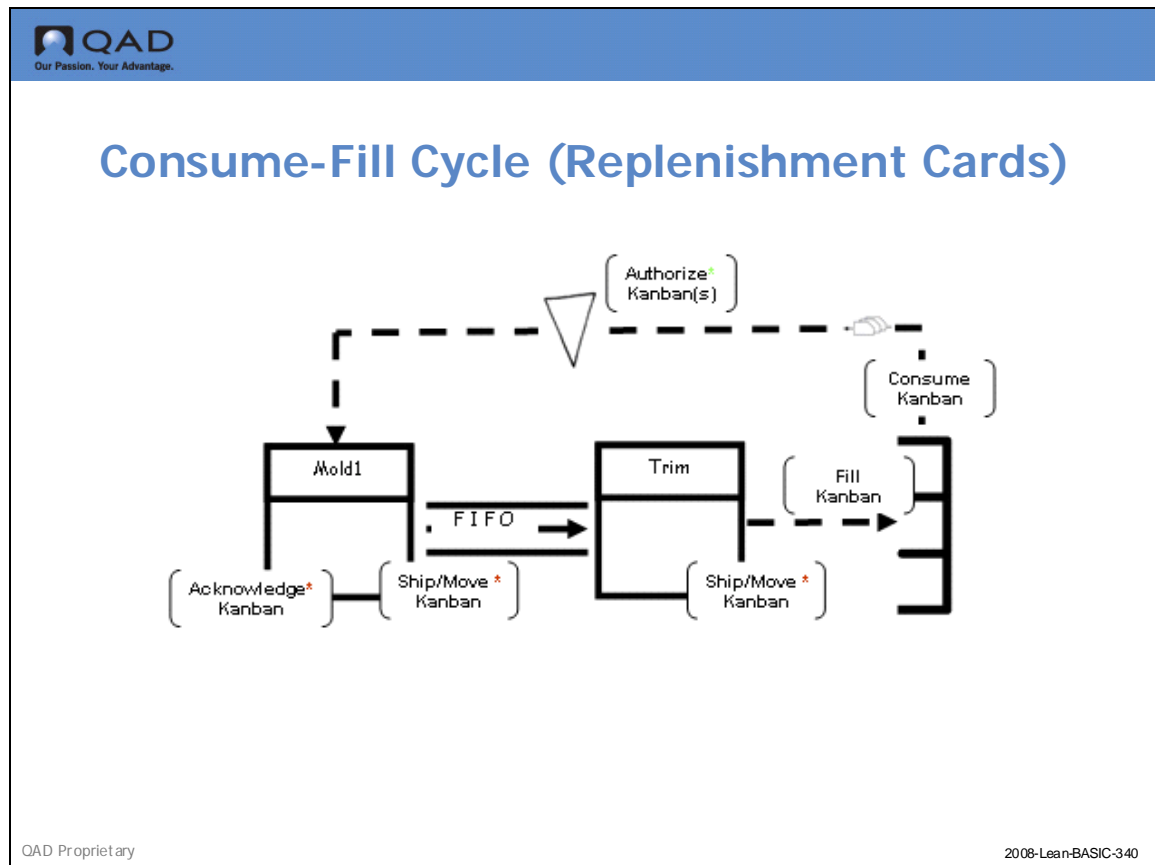 QAD
Our Passion. Your Advantage.
Consume-Fill Cycle (Replenishment Cards)
Authorize*
Kanban(s)
Consume
Kanban
Mold1
Trim
Fill
Kanban
FIFO
Acknowledge*
Kanban
Ship/Move *
Kanban
Ship/Move *
Kanban
QAD Proprietary
2008-Lean-BASIC-340